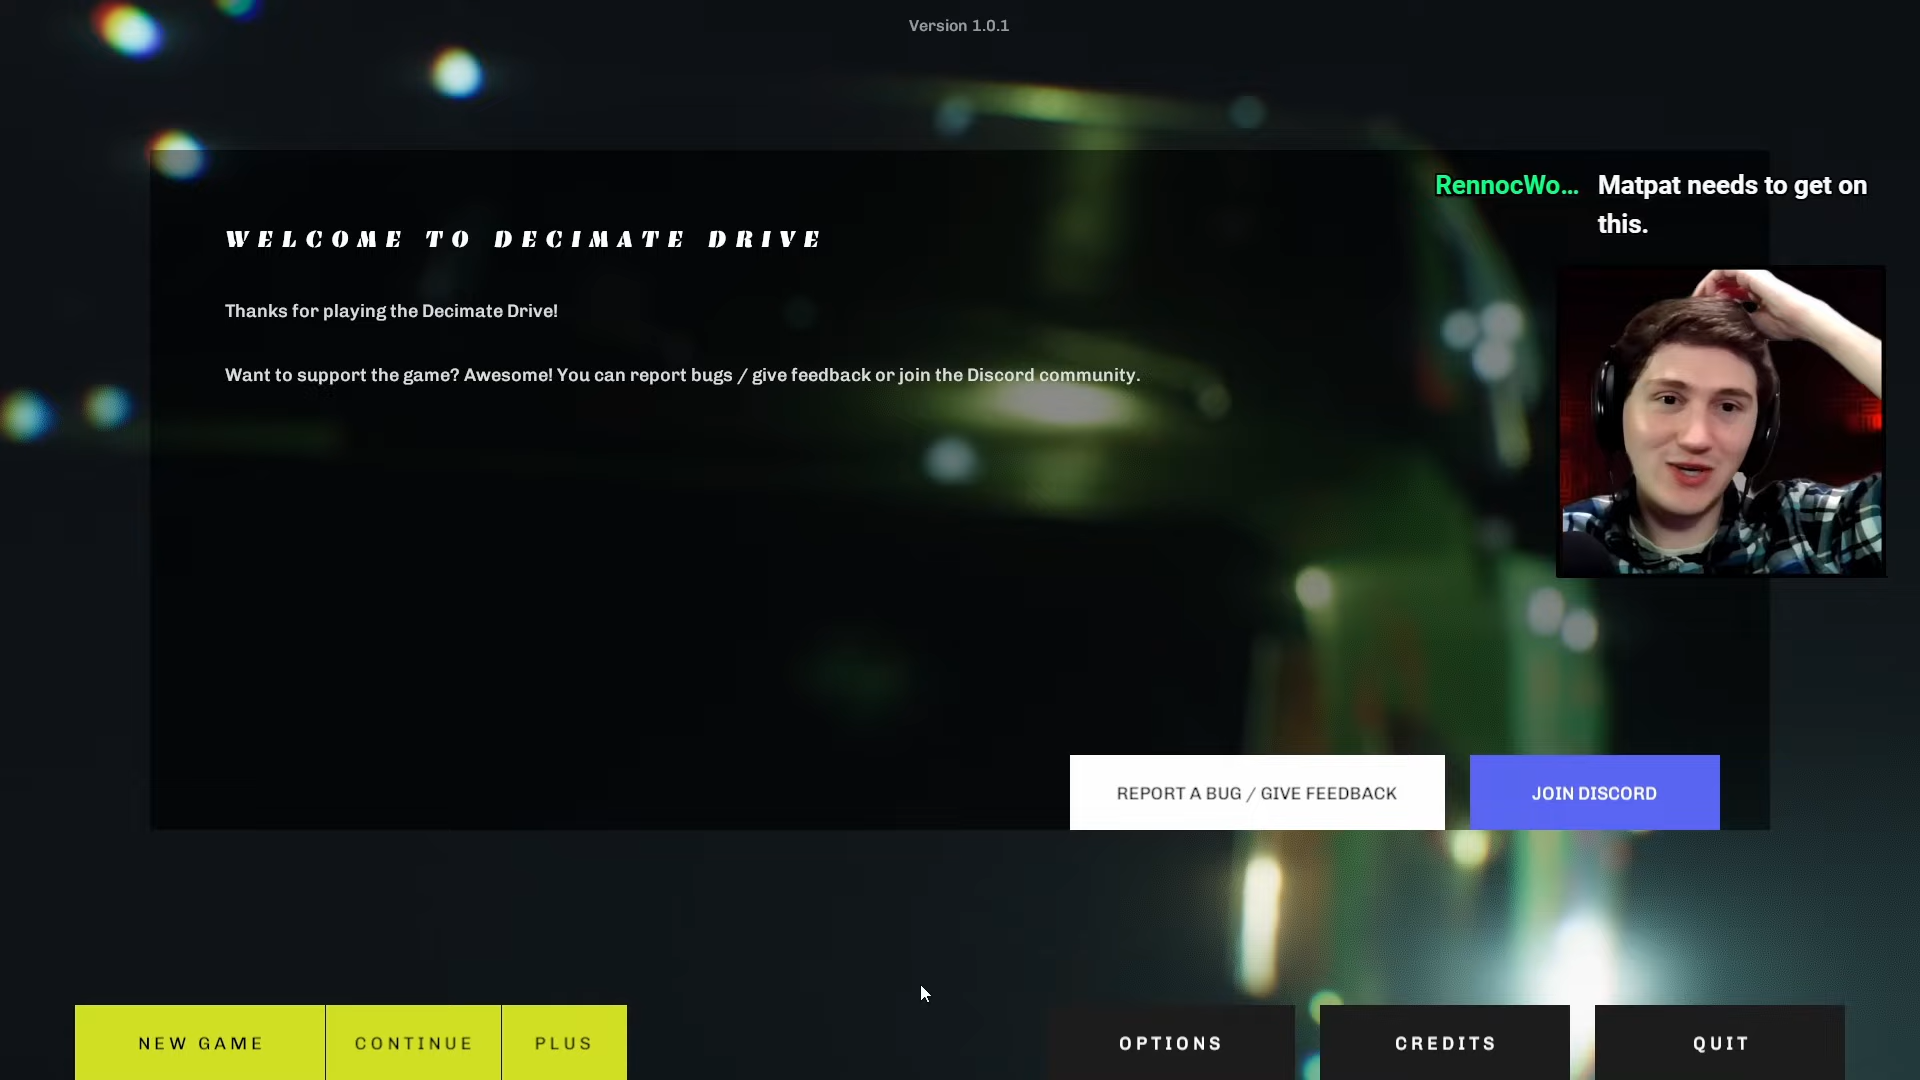 Version 1.0.1
RennocWo... Matpat needs to get on
this.
WELCOME TO DECIMATE DRIVE
Thanks for playing the Decimate Drive!
Want to support the game? Awesome! You can report bugs / give feedback or join the Discord community.
REPORT A BUG / GIVE FEEDBACK
JOIN DISCORD
NEW GAME
CONTINUE
PLUS
OPTIONS
CREDITS
QUIT